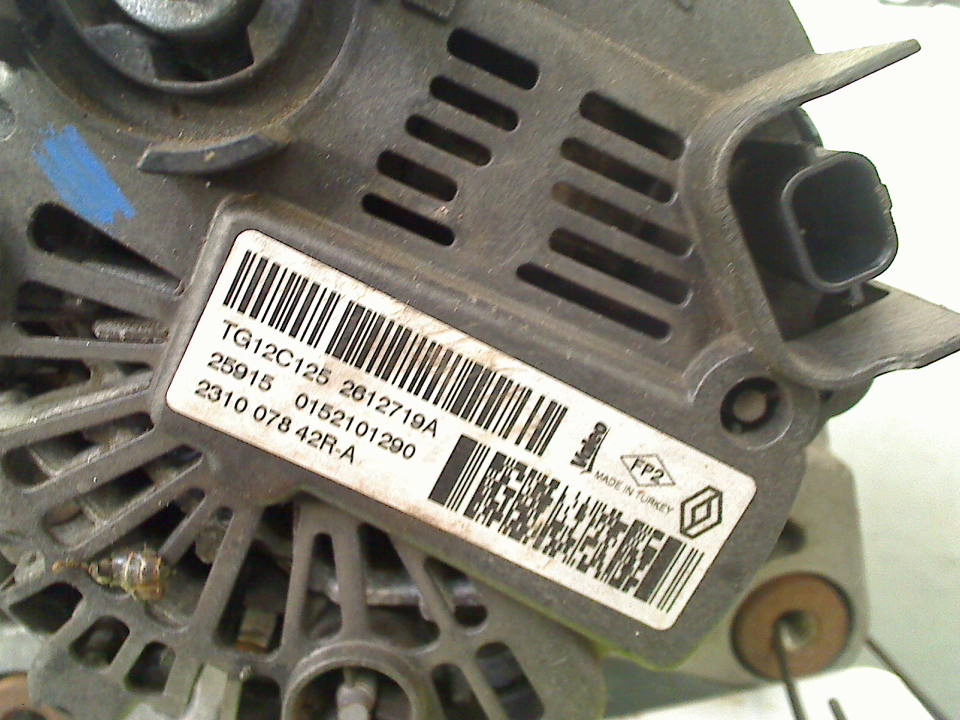 TG12C125 2612719A
25915 0152101290
2310 078 42R-A
Valeo
FP2
MADE IN TURKEY